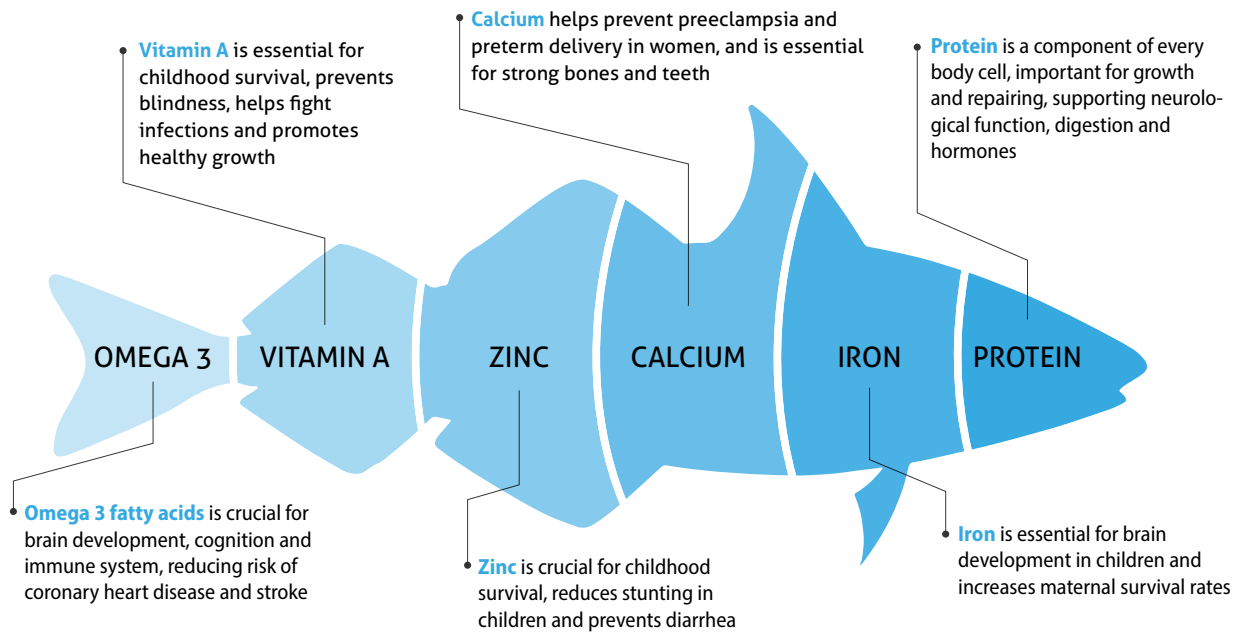 Vitamin A is essential for
childhood survival, prevents
blindness, helps fight
infections and promotes
healthy growth
Calcium helps prevent preeclampsia and
preterm delivery in women, and is essential
for strong bones and teeth
Protein is a component of every
body cell, important for growth
and repairing, supporting neurolo-
gical function, digestion and
hormones
OMEGA 3
VITAMIN A
ZINC
CALCIUM
IRON
PROTEIN
Omega 3 fatty acids is crucial for
brain development, cognition and
immune system, reducing risk of
coronary heart disease and stroke
Zinc is crucial for childhood
survival, reduces stunting in
children and prevents diarrhea
Iron is essential for brain
development in children and
increases maternal survival rates